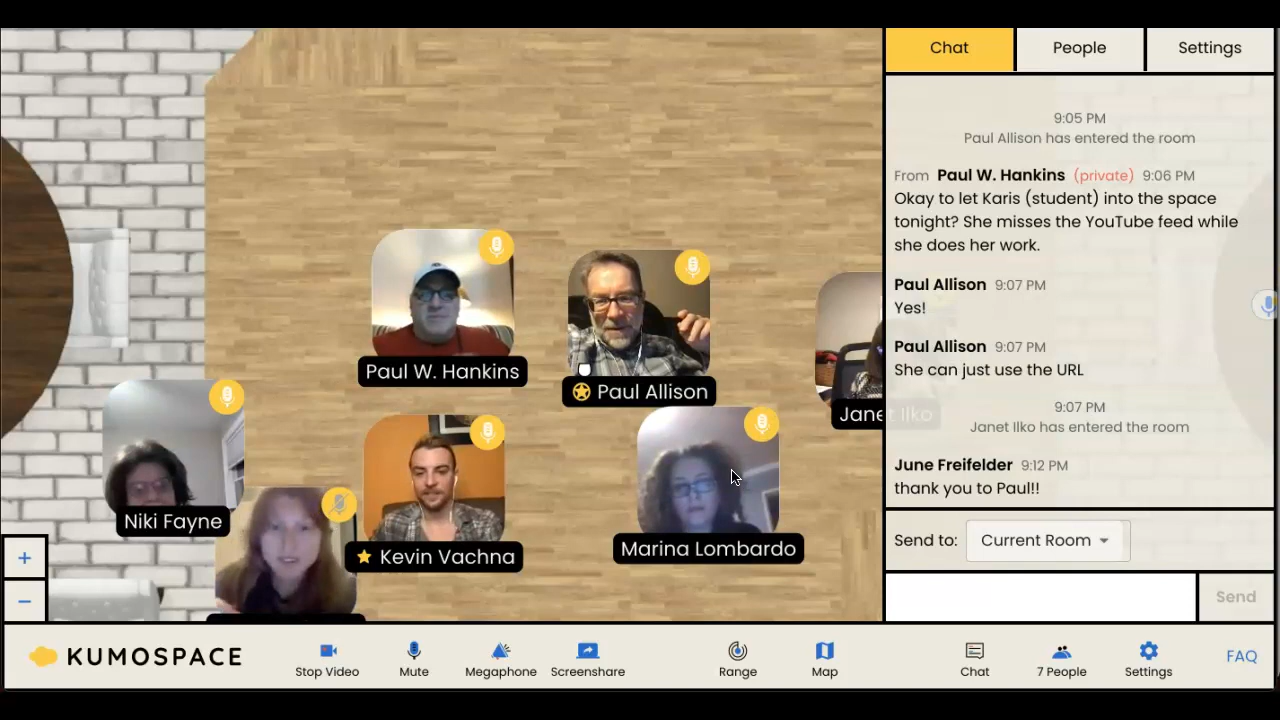 Chat
People
Settings
9:05 PM
Paul Allison has entered the room
From Paul W. Hankins (private) 9:06 PM
Okay to let Karis (student) into the space
tonight? She misses the YouTube feed while
she does her work.
Paul Allison 9:07 PM
Yes!
Paul Allison 9:07 PM
She can just use the URL
9:07 PM
Janet Ilko has entered the room
June Freifelder 9:12 PM
thank you to Paul!!
Send to: Current Room
Send
Paul W. Hankins
Paul Allison
Janet Ilko
Niki Fayne
Kevin Vachna
Marina Lombardo
+
−
KUMOSPACE
Stop Video
Mute
Megaphone
Screenshare
Range
Map
Chat
7 People
Settings
FAQ